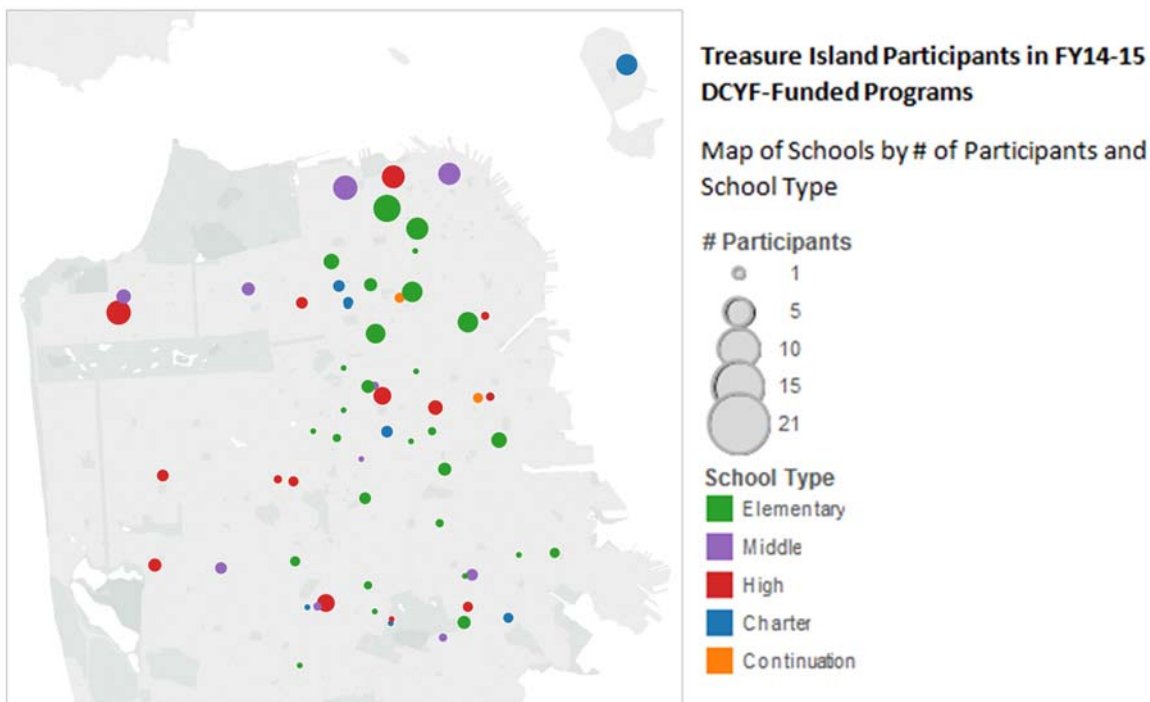 Treasure Island Participants in FY14-15
DCYF-Funded Programs
Map of Schools by # of Participants and
School Type
# Participants
1
5
10
15
21
School Type
Elementary
Middle
High
Charter
Continuation